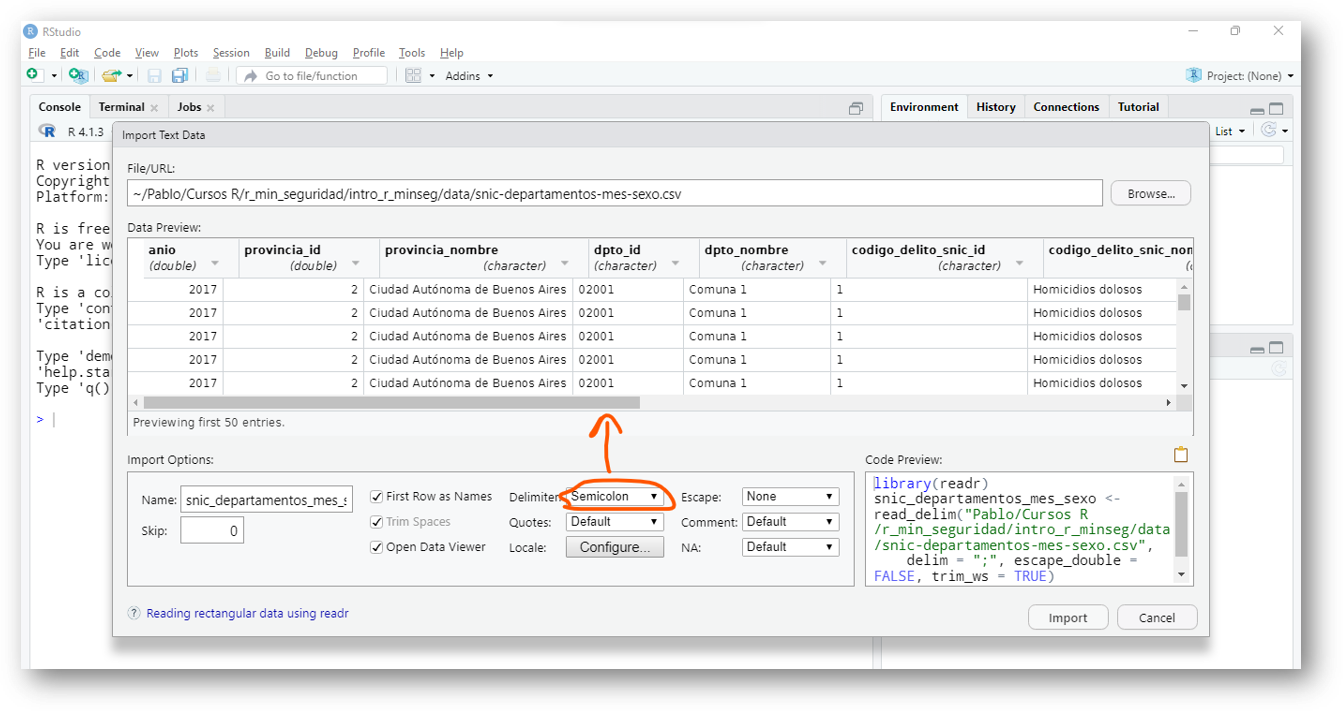 RStudio
File Edit Code View Plots Session Build Debug Profile Tools Help
Go to file/function Addins Project: (None)
Console Terminal Jobs
Environment History Connections Tutorial
R 4.1.3
List
Import Text Data
File/URL:
~/Pablo/Cursos R/r_min_seguridad/intro_r_minseg/data/snic-departamentos-mes-sexo.csv
Browse...
Data Preview:
anio provincia_id provincia_nombre dpto_id dpto_nombre codigo_delito_snic_id codigo_delito_snic_nom
(double) (double) (character) (character) (character) (character) (c
2017 2 Ciudad Autónoma de Buenos Aires 02001 Comuna 1 1 Homicidios dolosos
2017 2 Ciudad Autónoma de Buenos Aires 02001 Comuna 1 1 Homicidios dolosos
2017 2 Ciudad Autónoma de Buenos Aires 02001 Comuna 1 1 Homicidios dolosos
2017 2 Ciudad Autónoma de Buenos Aires 02001 Comuna 1 1 Homicidios dolosos
2017 2 Ciudad Autónoma de Buenos Aires 02001 Comuna 1 1 Homicidios dolosos
Previewing first 50 entries.
Import Options:
Name: snic_departamentos_mes_s
Skip: 0
First Row as Names
Trim Spaces
Open Data Viewer
Delimiter: Semicolon
Quotes: Default
Locale: Configure...
Escape: None
Comment: Default
NA: Default
Code Preview:
library(readr)
snic_departamentos_mes_sexo <-
read_delim("Pablo/Cursos R
/r_min_seguridad/intro_r_minseg/data
/snic-departamentos-mes-sexo.csv",
delim = ";", escape_double =
FALSE, trim_ws = TRUE)
? Reading rectangular data using readr
Import Cancel
R version
Copyright
Platform:
R is free
You are w
Type 'lic
R is a co
Type 'con
'citation
Type 'dem
'help.sta
Type 'q()
>